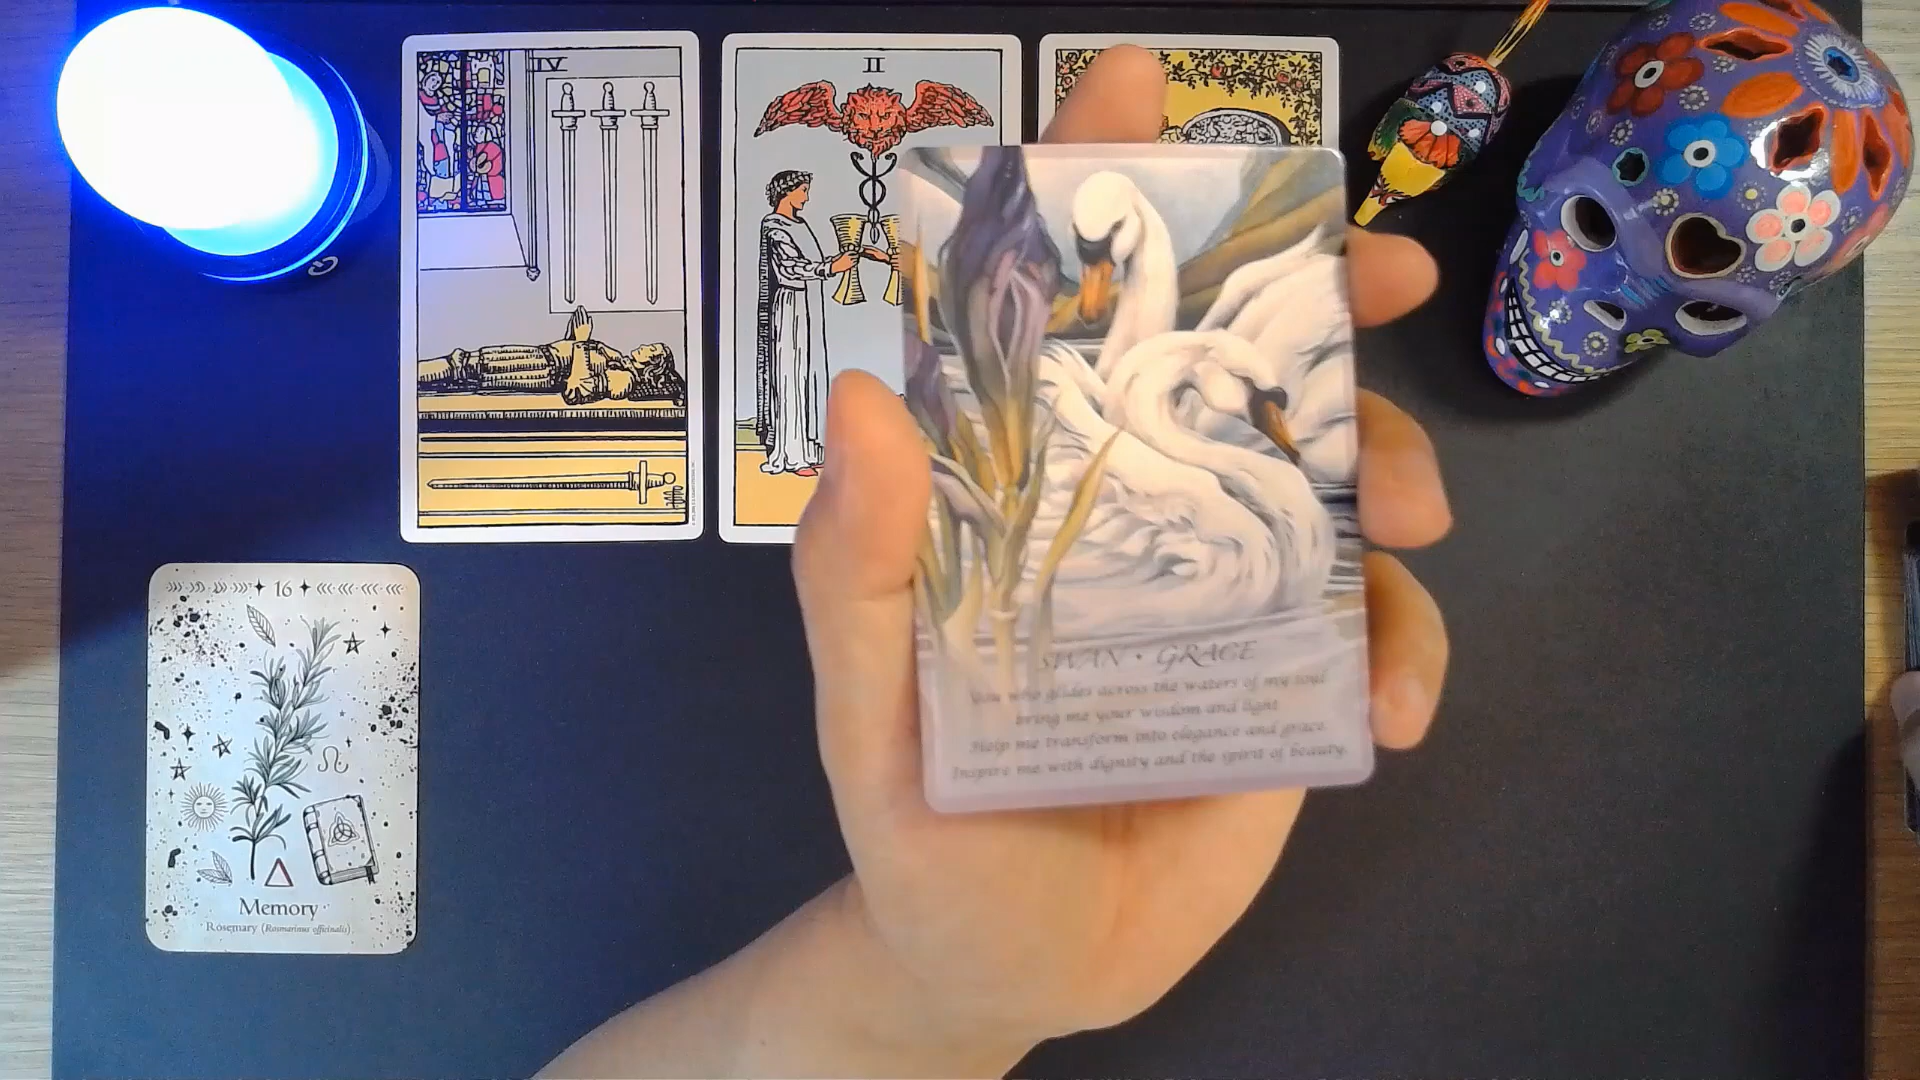 IV
II
16
Memory
Rosemary (Rosmarinus officinalis)
SWAN • GRACE
You who glides across the waters of my soul
bring me your wisdom and light
Help me transform into elegance and grace.
Inspire me with dignity and the spirit of beauty.